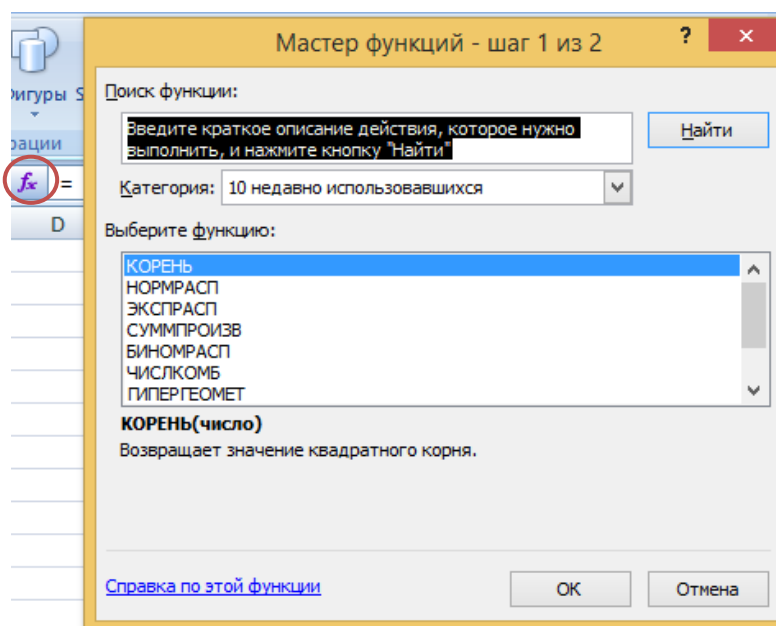 Мастер функций - шаг 1 из 2
?
×
Поиск функции:
Введите краткое описание действия, которое нужно
выполнить, и нажмите кнопку "Найти"
Найти
Категория: 10 недавно использовавшихся
Выберите функцию:
КОРЕНЬ
НОРМРАСП
ЭКСПРАСП
СУММПРОИЗВ
БИНОМРАСП
ЧИСЛКОМБ
ГИПЕРГЕОМЕТ
КОРЕНЬ(число)
Возвращает значение квадратного корня.
Справка по этой функции
ОК
Отмена
игуры S
рации
fx =
D